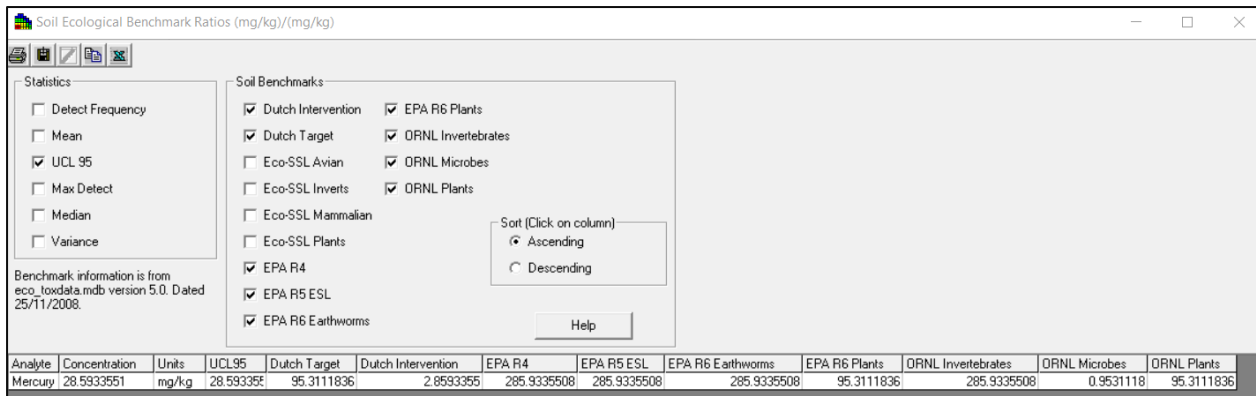 Soil Ecological Benchmark Ratios (mg/kg)/(mg/kg)
Statistics
Detect Frequency
Mean
UCL 95
Max Detect
Median
Variance
Benchmark information is from
eco_toxdata.mdb version 5.0. Dated
25/11/2008.
Soil Benchmarks
Dutch Intervention
Dutch Target
Eco-SSL Avian
Eco-SSL Inverts
Eco-SSL Mammalian
Eco-SSL Plants
EPA R4
EPA R5 ESL
EPA R6 Earthworms
EPA R6 Plants
ORNL Invertebrates
ORNL Microbes
ORNL Plants
Sort (Click on column)
Ascending
Descending
Help
Analyte Concentration Units UCL95 Dutch Target Dutch Intervention EPA R4 EPA R5 ESL EPA R6 Earthworms EPA R6 Plants ORNL Invertebrates ORNL Microbes ORNL Plants
Mercury 28.5933551 mg/kg 28.593355 95.3111836 2.8593355 285.9335508 285.9335508 285.9335508 95.3111836 285.9335508 0.9531118 95.3111836